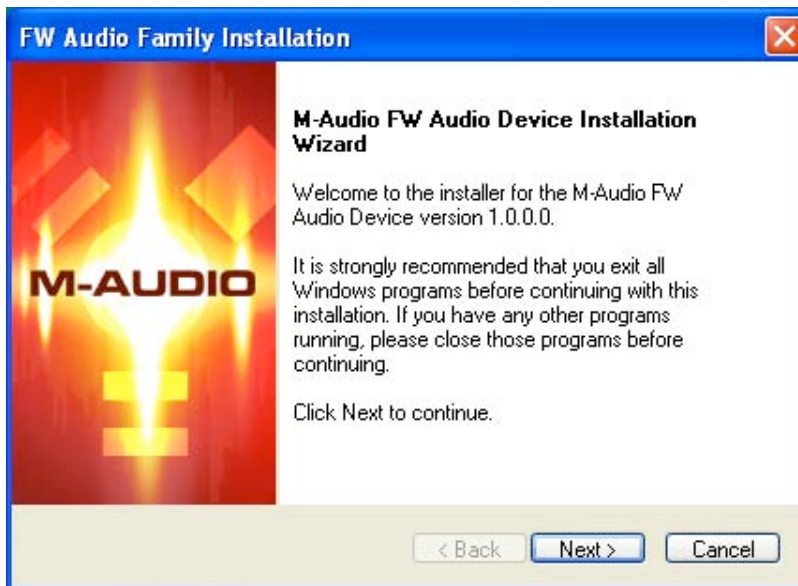 FW Audio Family Installation
M-AUDIO
M-Audio FW Audio Device Installation
Wizard
Welcome to the installer for the M-Audio FW
Audio Device version 1.0.0.0.
It is strongly recommended that you exit all
Windows programs before continuing with this
installation. If you have any other programs
running, please close those programs before
continuing.
Click Next to continue.
< Back
Next >
Cancel